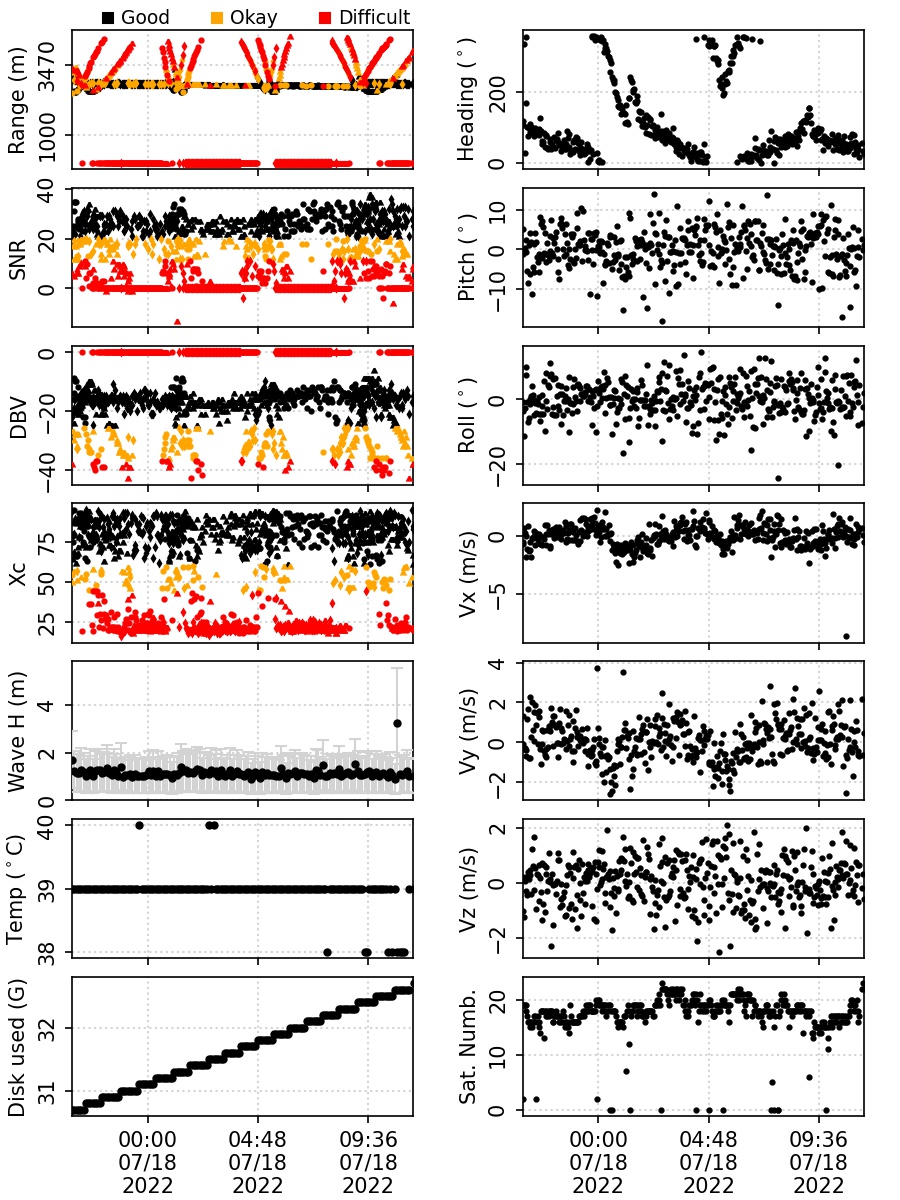 Good Okay Difficult
Range (m)
3470
1000
Heading (°)
200
0
SNR
40
20
0
Pitch (°)
10
0
−10
DBV
0
−20
−40
Roll (°)
0
−20
Xc
75
50
25
Vx (m/s)
0
−5
Wave H (m)
4
2
0
Vy (m/s)
4
2
0
−2
Temp (°C)
40
39
38
Vz (m/s)
2
0
−2
Disk used (G)
32
31
Sat. Numb.
20
10
0
00:00 04:48 09:36
07/18 07/18 07/18
2022 2022 2022
00:00 04:48 09:36
07/18 07/18 07/18
2022 2022 2022